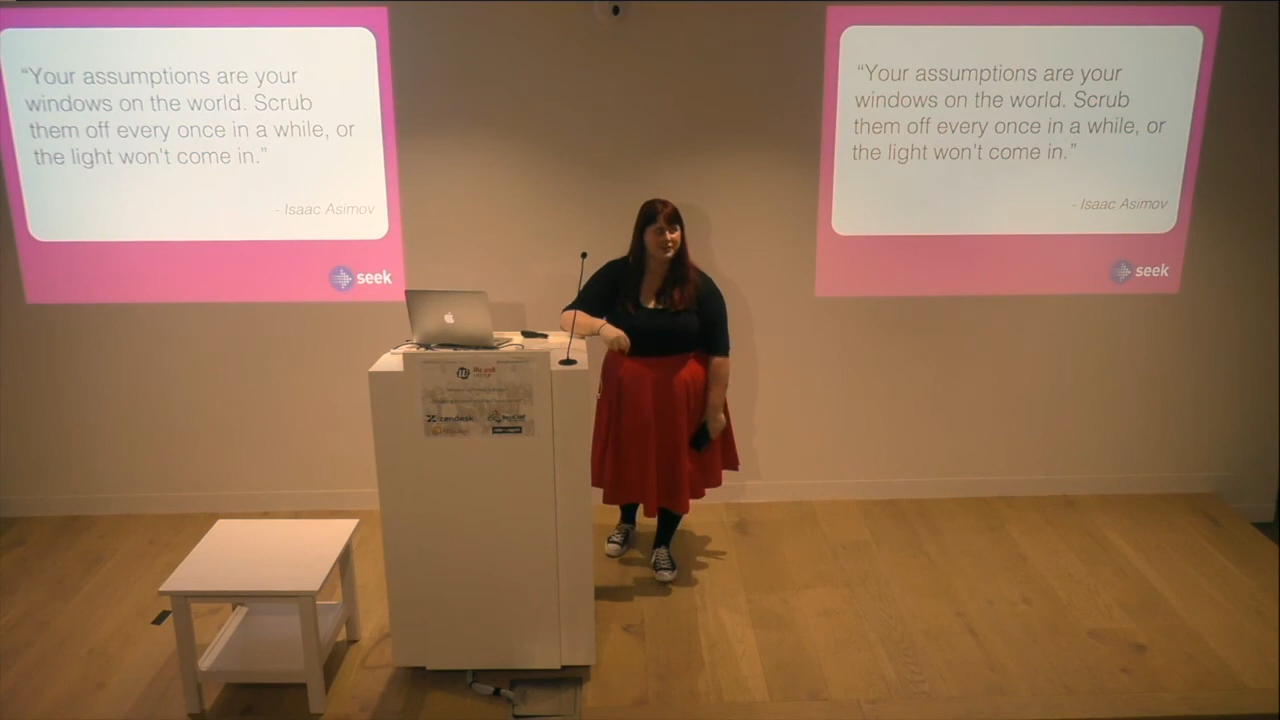 “Your assumptions are your
windows on the world. Scrub
them off every once in a while, or
the light won't come in.”
- Isaac Asimov
seek
“Your assumptions are your
windows on the world. Scrub
them off every once in a while, or
the light won't come in.”
- Isaac Asimov
seek
zendesk